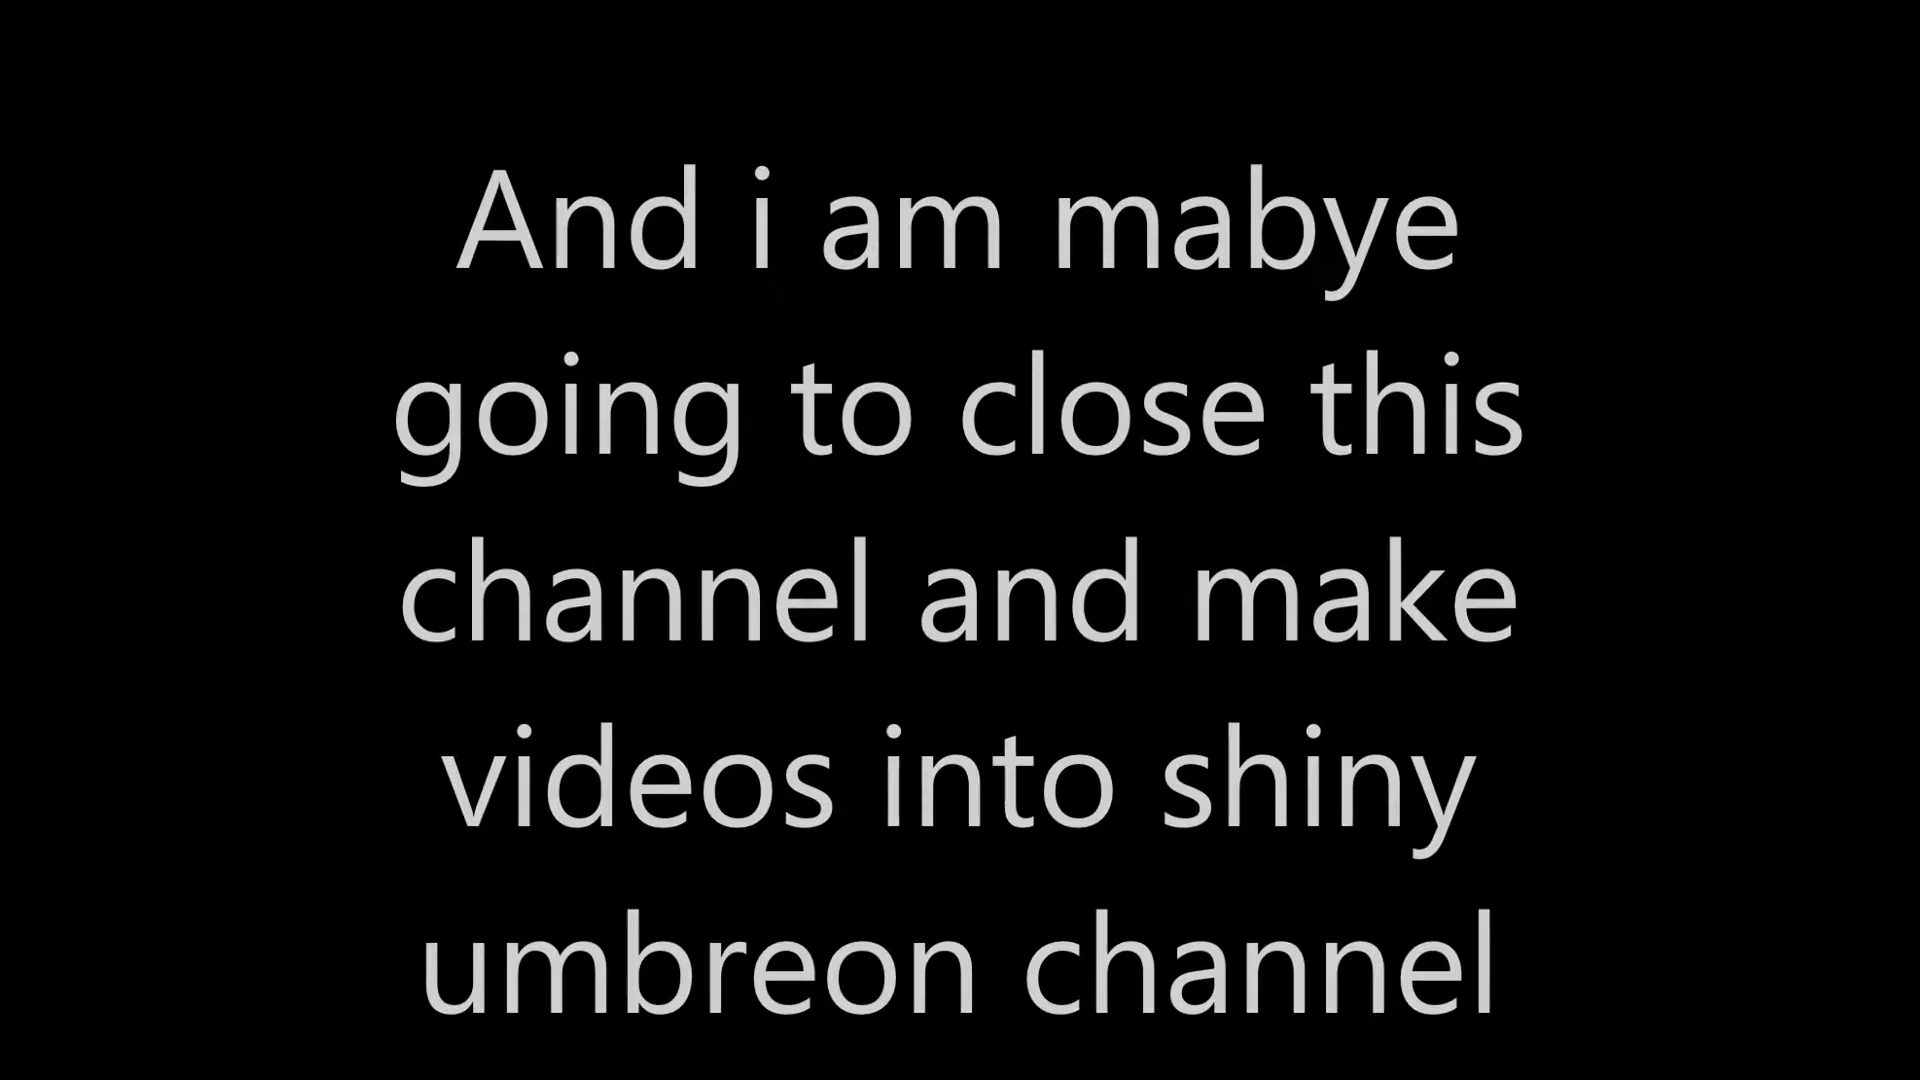 And i am mabye
going to close this
channel and make
videos into shiny
umbreon channel